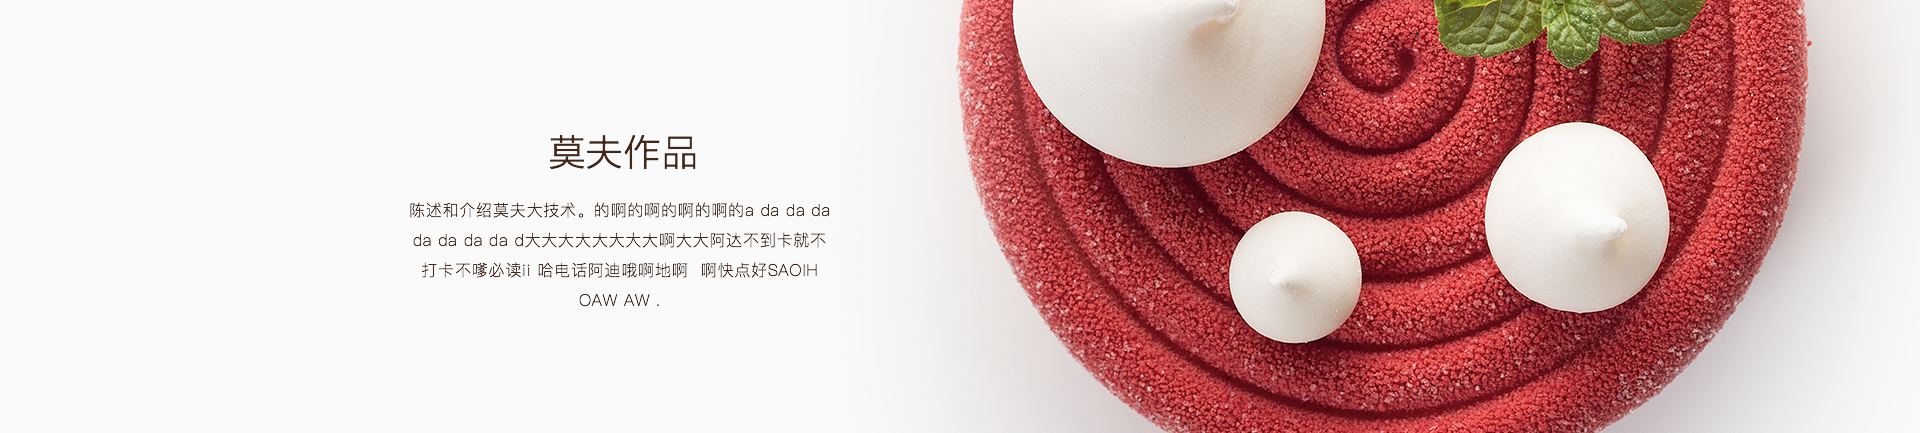 莫夫作品
陈述和介绍莫夫大技术。的啊的啊的啊的啊的a da da da
da da da da d大大大大大大大大啊大大阿达不到卡就不
打卡不嗲必读ii 哈电话阿迪哦啊地啊  啊快点好SAOIH
OAW AW .